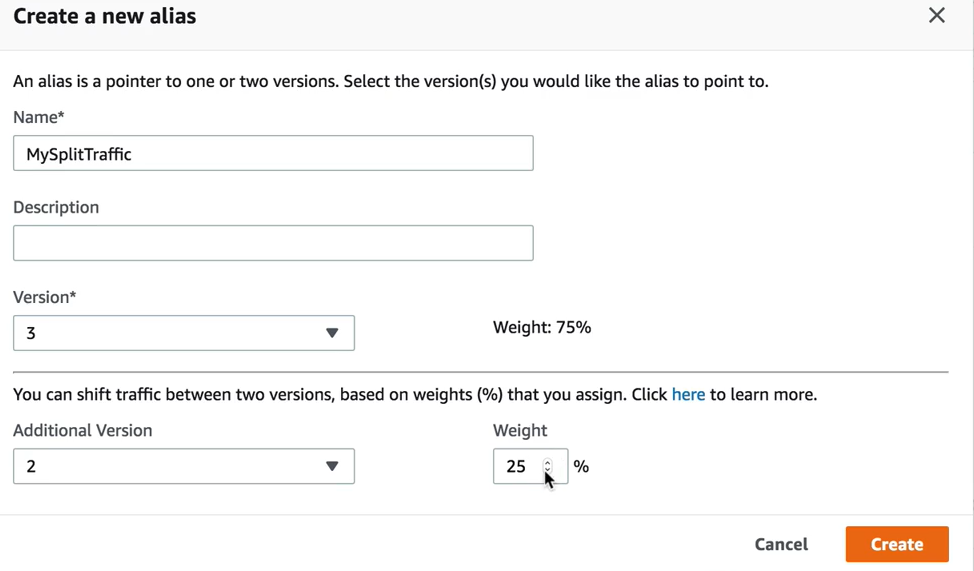 Create a new alias
An alias is a pointer to one or two versions. Select the version(s) you would like the alias to point to.
Name*
MySplitTraffic
Description
Version*
3
Weight: 75%
You can shift traffic between two versions, based on weights (%) that you assign. Click here to learn more.
Additional Version
Weight
2
25 %
Cancel
Create